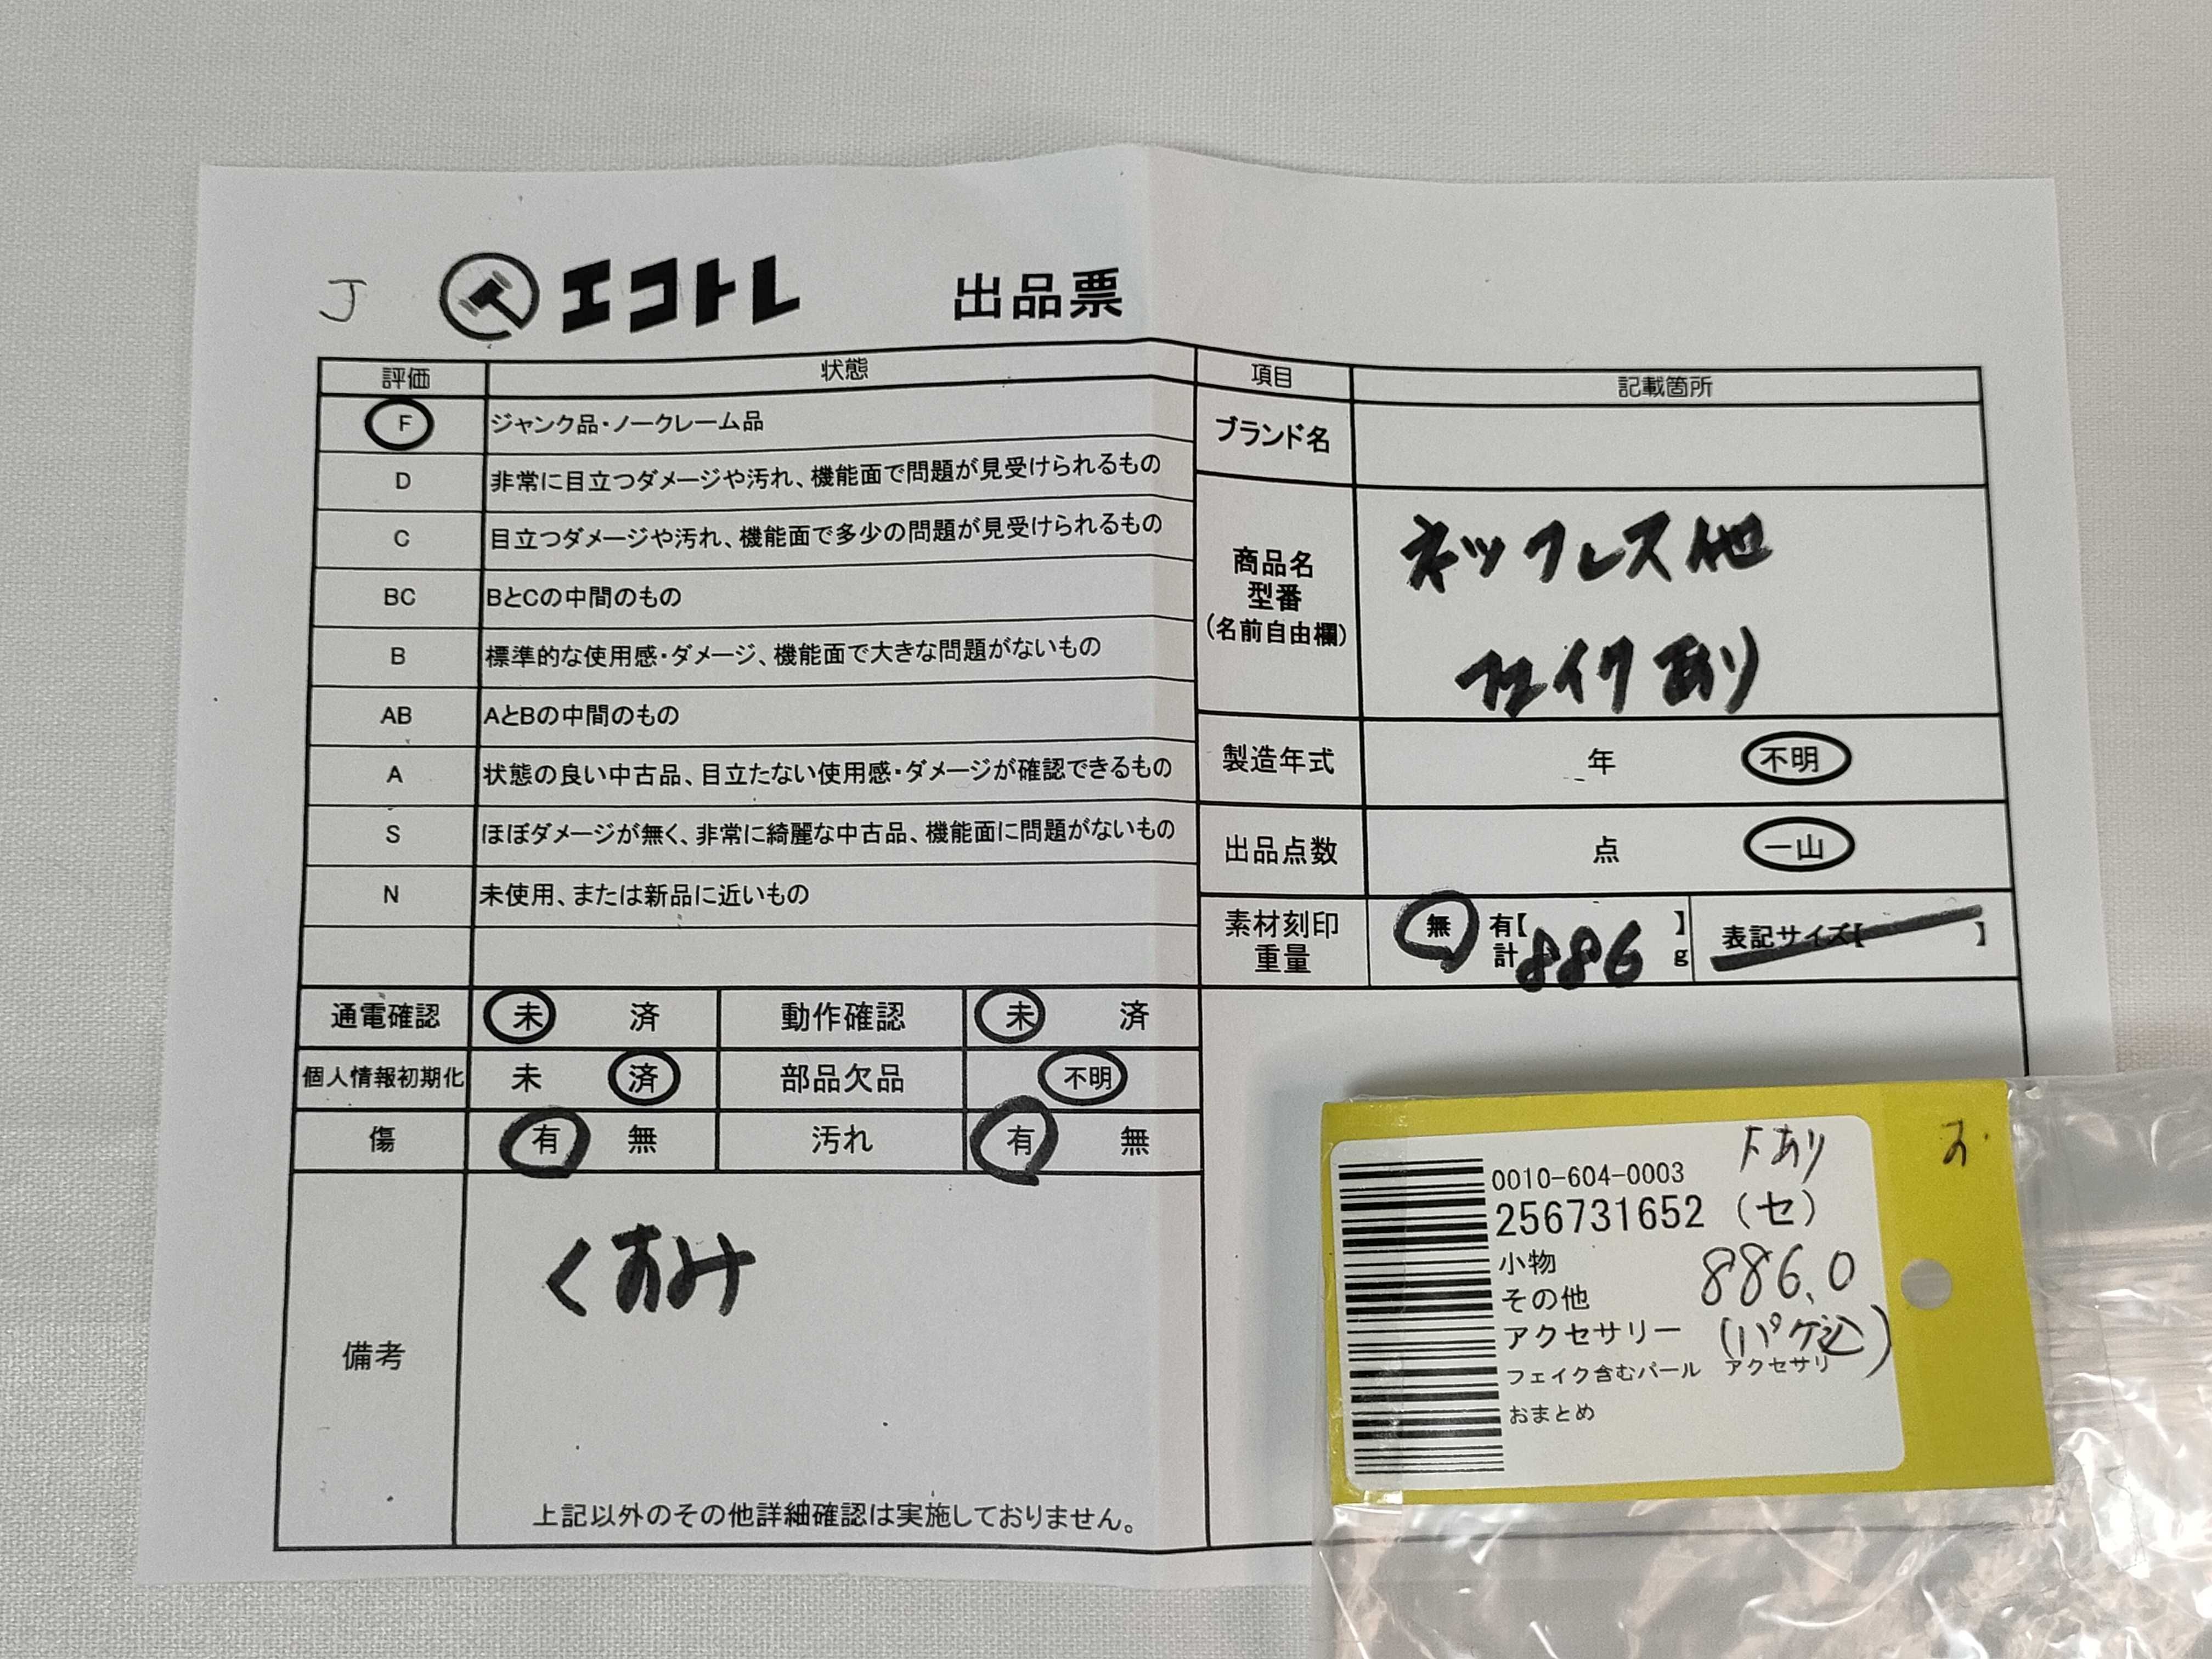 J エコトレ 出品票
評価 状態
F ジャンク品・ノークレーム品
D 非常に目立つダメージや汚れ、機能面で問題が見受けられるもの
C 目立つダメージや汚れ、機能面で多少の問題が見受けられるもの
BC BとCの中間のもの
B 標準的な使用感・ダメージ、機能面で大きな問題がないもの
AB AとBの中間のもの
A 状態の良い中古品、目立たない使用感・ダメージが確認できるもの
S ほぼダメージが無く、非常に綺麗な中古品、機能面に問題がないもの
N 未使用、または新品に近いもの
項目 記載箇所
ブランド名
商品名
型番
(名前自由欄)
ネックレス他
フェイクあり
製造年式 年 不明
出品点数 点 一山
素材刻印
重量
無 有【 】
計 886 g
表記サイズ【 】
通電確認 未 済 動作確認 未 済
個人情報初期化 未 済 部品欠品 不明
傷 有 無 汚れ 有 無
備考
くすみ
上記以外のその他詳細確認は実施しておりません。
Fあり
0010-604-0003
256731652 (セ)
小物
その他 886.0
アクセサリー (パケ込)
フェイク含むパール アクセサリ
おまとめ